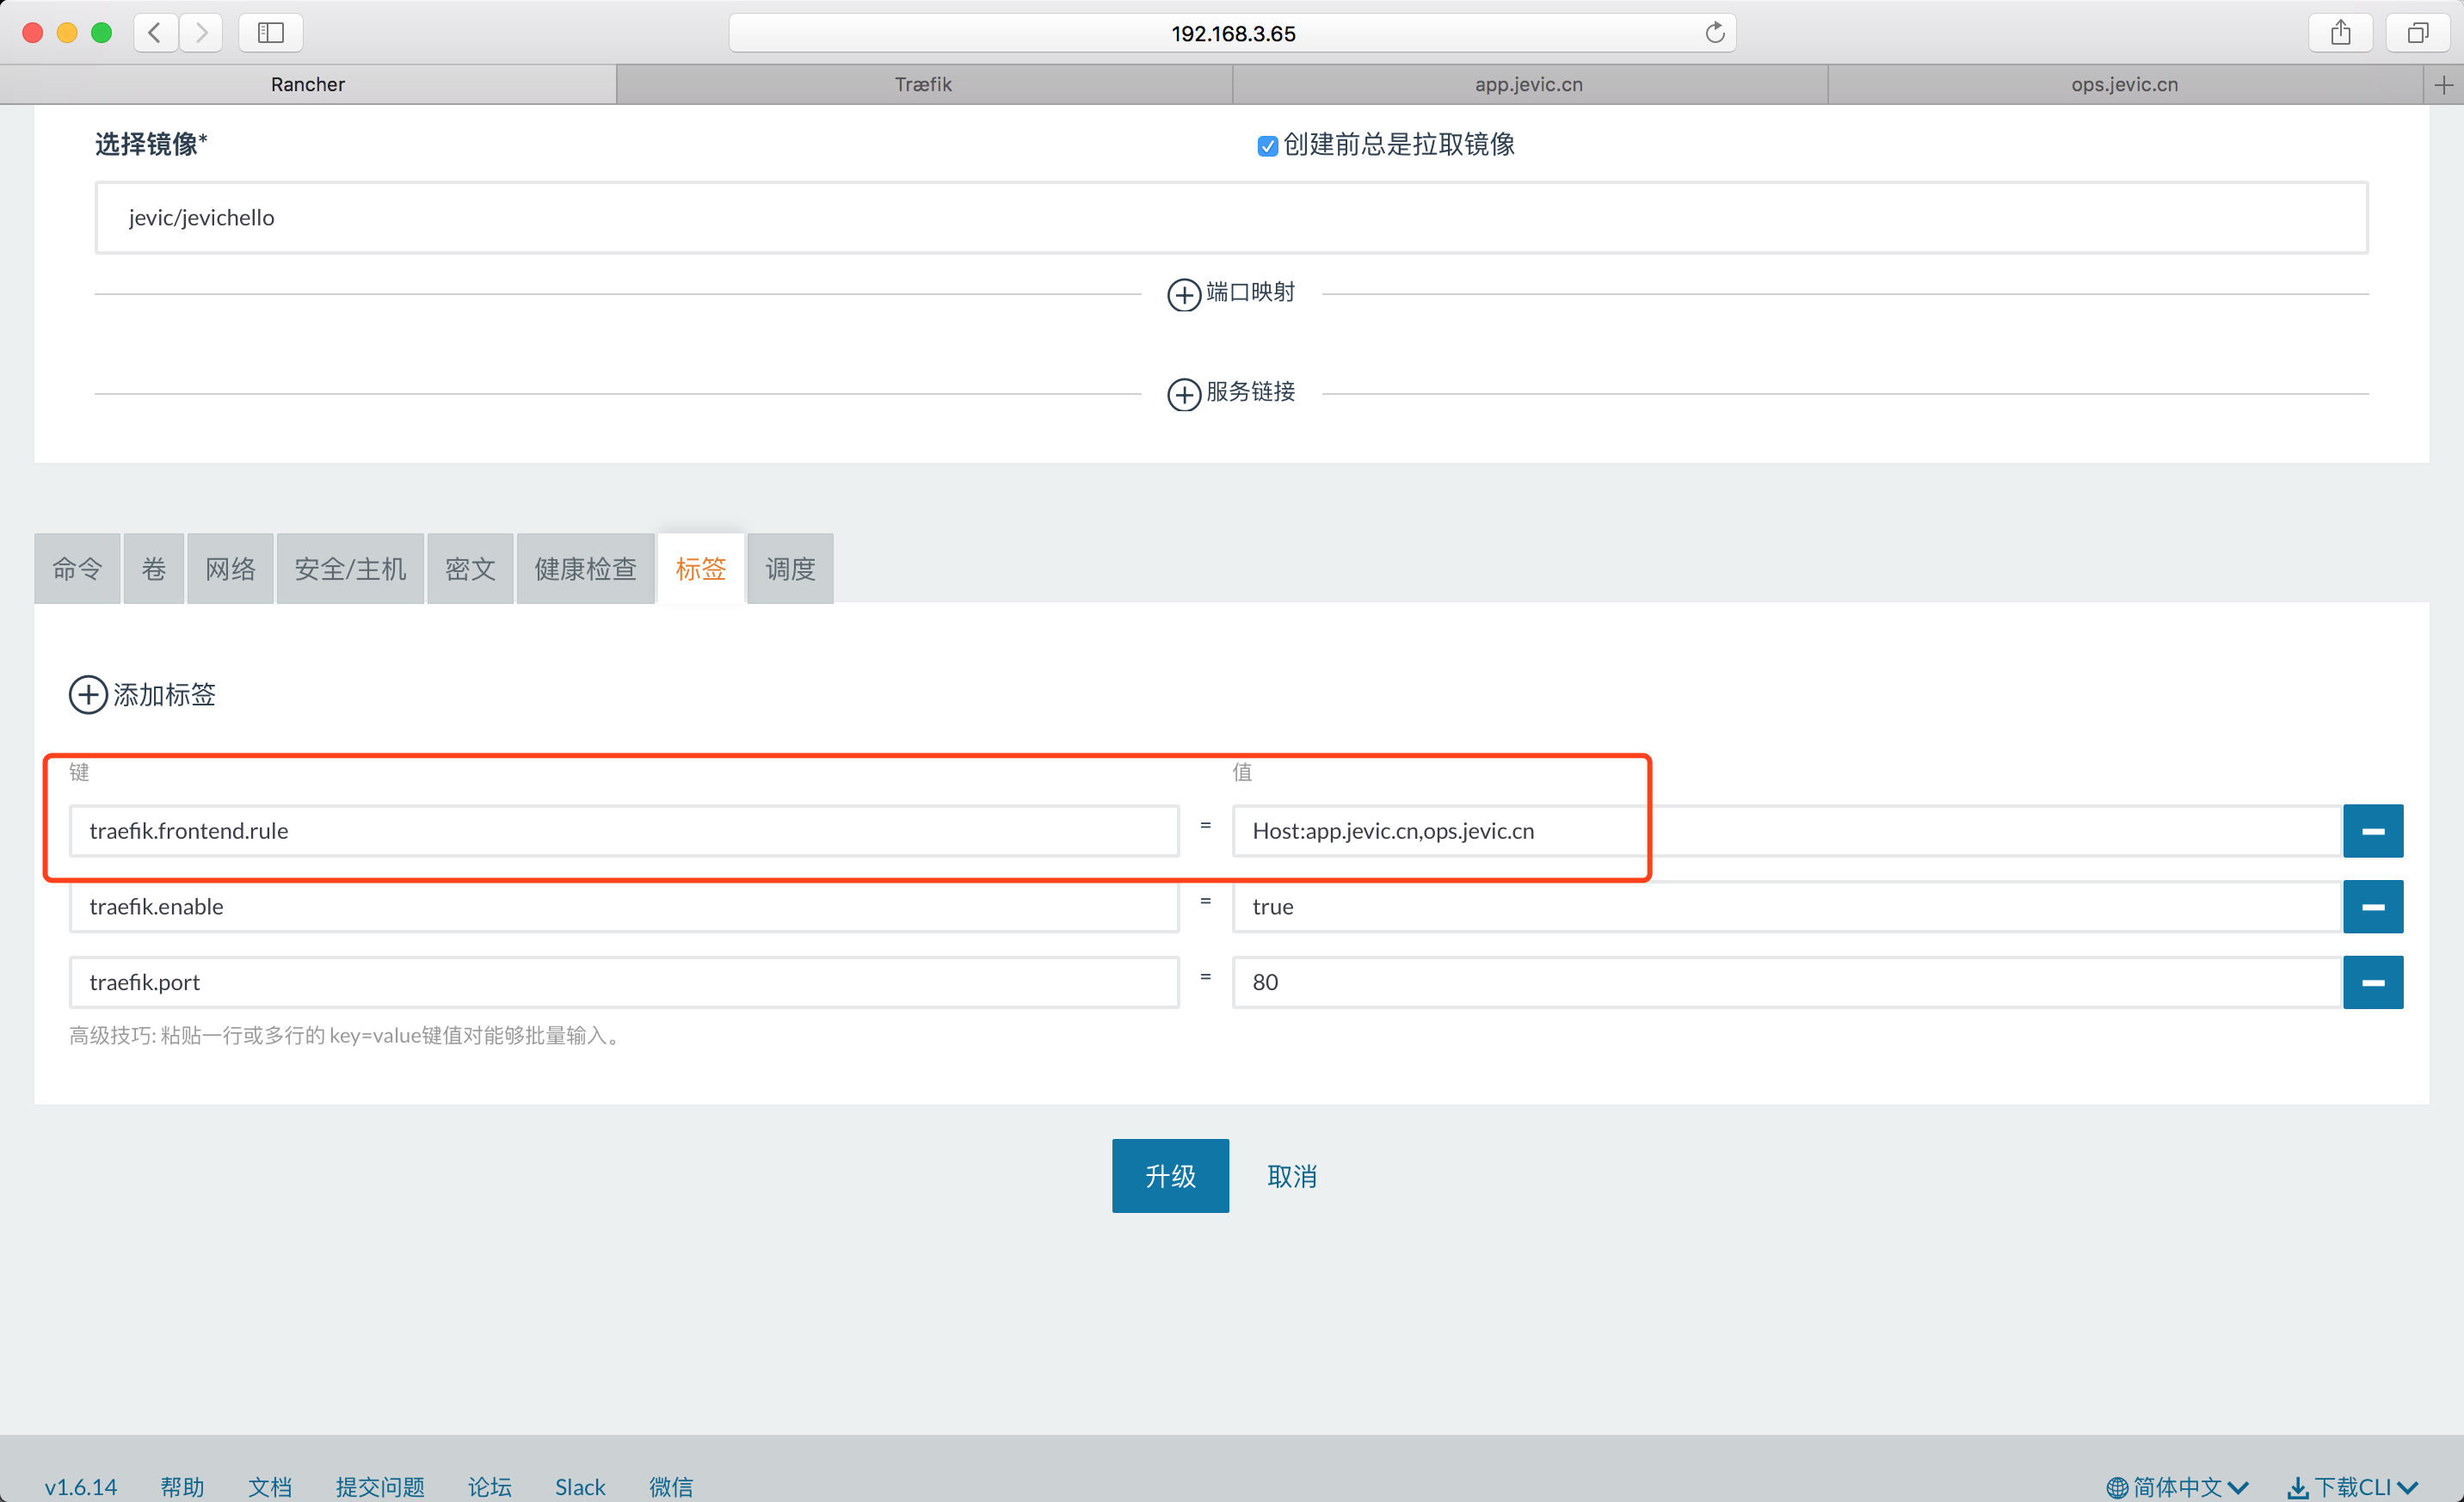 192.168.3.65
Rancher
Træfik
app.jevic.cn
ops.jevic.cn
选择镜像*
创建前总是拉取镜像
jevic/jevichello
端口映射
服务链接
命令 卷 网络 安全/主机 密文 健康检查 标签 调度
添加标签
键 值
traefik.frontend.rule = Host:app.jevic.cn,ops.jevic.cn
traefik.enable = true
traefik.port = 80
高级技巧: 粘贴一行或多行的 key=value键值对能够批量输入。
升级 取消
v1.6.14 帮助 文档 提交问题 论坛 Slack 微信 简体中文 下载CLI